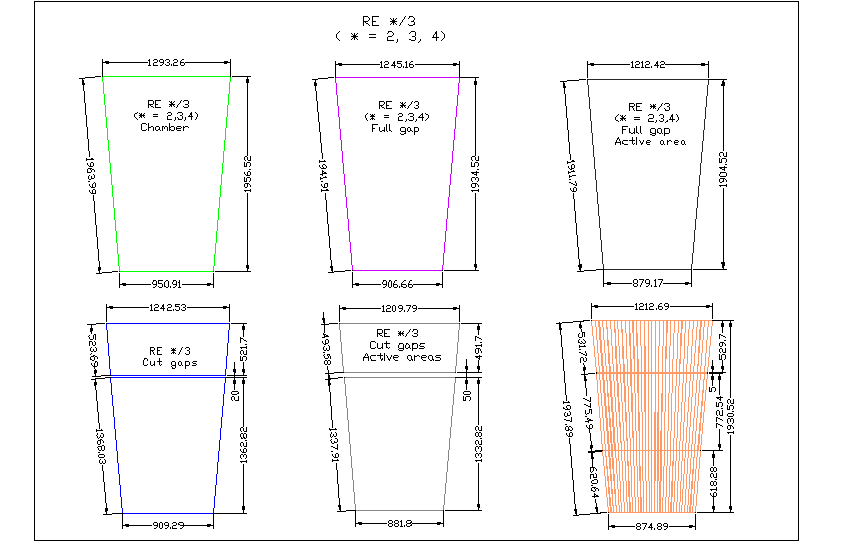 RE */3
( * = 2, 3, 4)
1293.26
RE */3
(* = 2,3,4)
Chamber
1963.99
1956.52
950.91
1245.16
RE */3
(* = 2,3,4)
Full gap
1941.91
1934.52
906.66
1212.42
RE */3
(* = 2,3,4)
Full gap
Active area
1911.79
1904.52
879.17
1242.53
523.69
RE */3
Cut gaps
521.7
20
1368.03
1362.82
909.29
1209.79
493.58
RE */3
Cut gaps
Active areas
491.7
50
1337.91
1332.82
881.8
1212.69
531.72
529.7
5
775.49
772.54
1937.89
1930.52
620.64
618.28
874.89